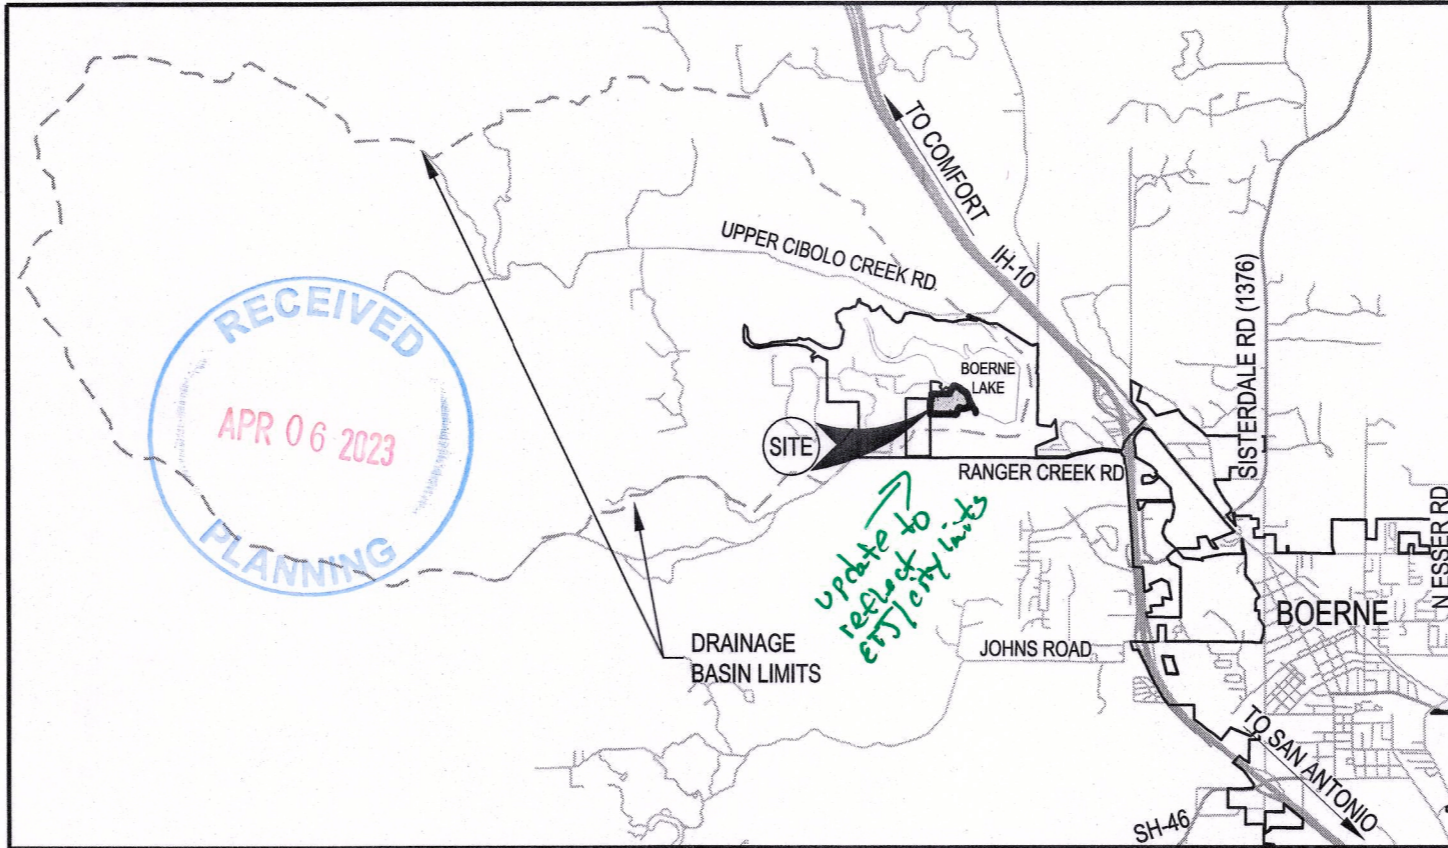 TO COMFORT
IH-10
UPPER CIBOLO CREEK RD
SISTERDALE RD (1376)
RECEIVED
APR 06 2023
PLANNING
BOERNE
LAKE
SITE
RANGER CREEK RD
update to
reflect
ETJ/city limits
N ESSER RD
BOERNE
DRAINAGE
BASIN LIMITS
JOHNS ROAD
TO SAN ANTONIO
SH-46